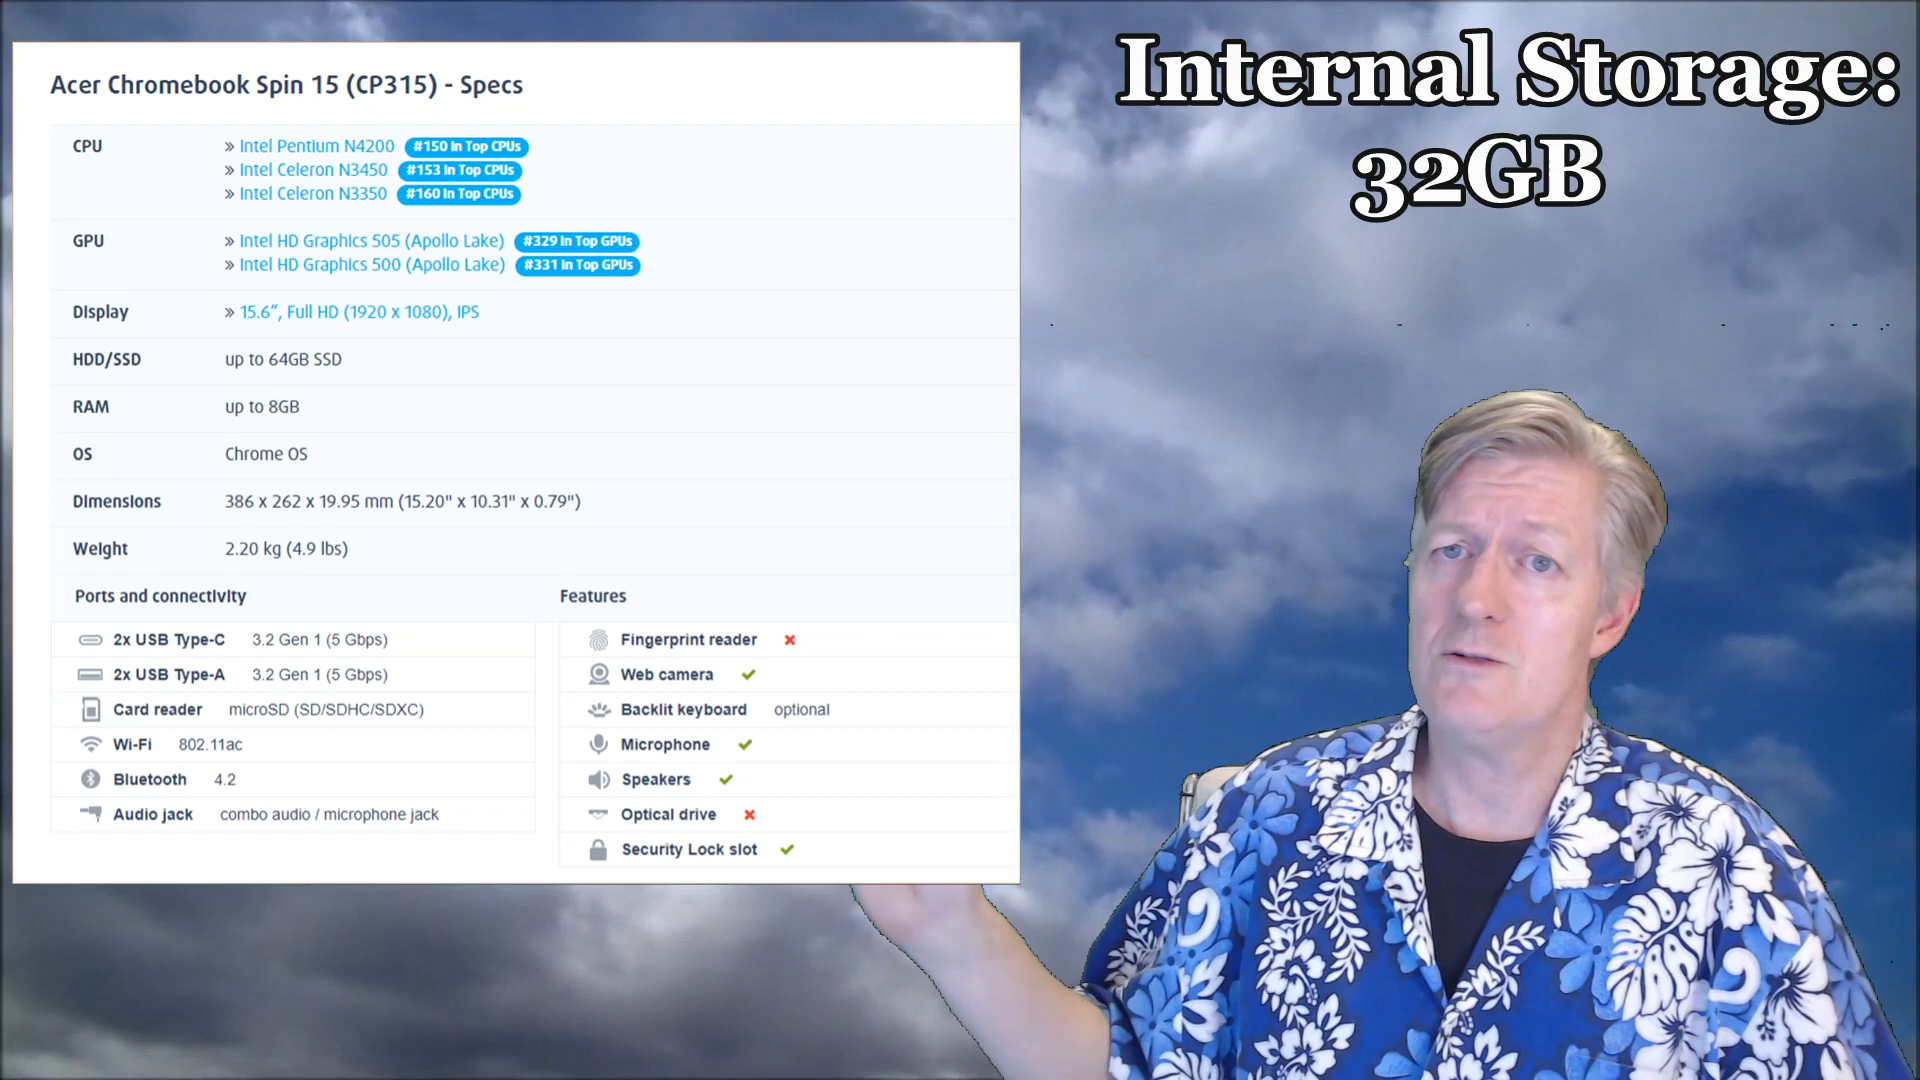 Acer Chromebook Spin 15 (CP315) - Specs
CPU
» Intel Pentium N4200 #150 In Top CPUs
» Intel Celeron N3450 #153 In Top CPUs
» Intel Celeron N3350 #160 In Top CPUs
GPU
» Intel HD Graphics 505 (Apollo Lake) #329 In Top GPUs
» Intel HD Graphics 500 (Apollo Lake) #331 In Top GPUs
Display » 15.6”, Full HD (1920 x 1080), IPS
HDD/SSD up to 64GB SSD
RAM up to 8GB
OS Chrome OS
Dimensions 386 x 262 x 19.95 mm (15.20" x 10.31" x 0.79")
Weight 2.20 kg (4.9 lbs)
Ports and connectivity
2x USB Type-C 3.2 Gen 1 (5 Gbps)
2x USB Type-A 3.2 Gen 1 (5 Gbps)
Card reader microSD (SD/SDHC/SDXC)
Wi-Fi 802.11ac
Bluetooth 4.2
Audio jack combo audio / microphone jack
Features
Fingerprint reader
Web camera
Backlit keyboard optional
Microphone
Speakers
Optical drive
Security Lock slot
Internal Storage:
32GB